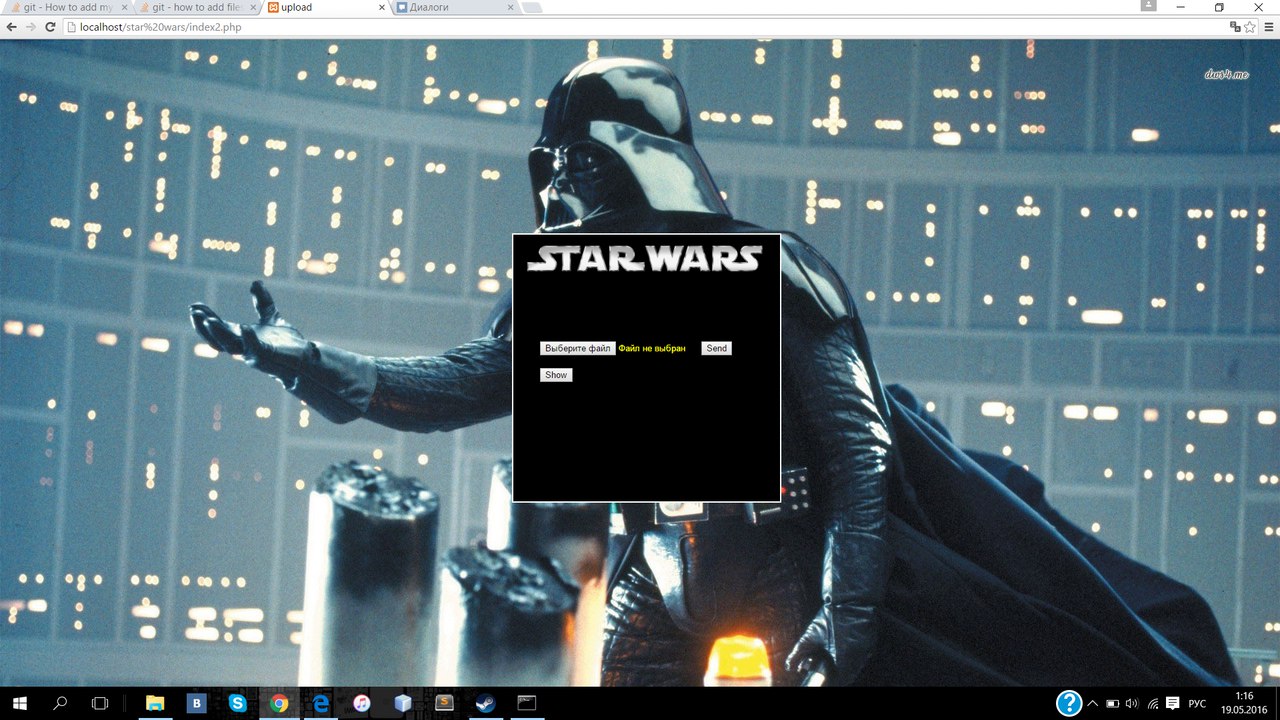 git - How to add my
git - how to add file
upload
Диалоги
localhost/star%20wars/index2.php
dars4.me
STAR WARS
Выберите файл Файл не выбран Send
Show
B
S
?
РУС
1:16
19.05.2016